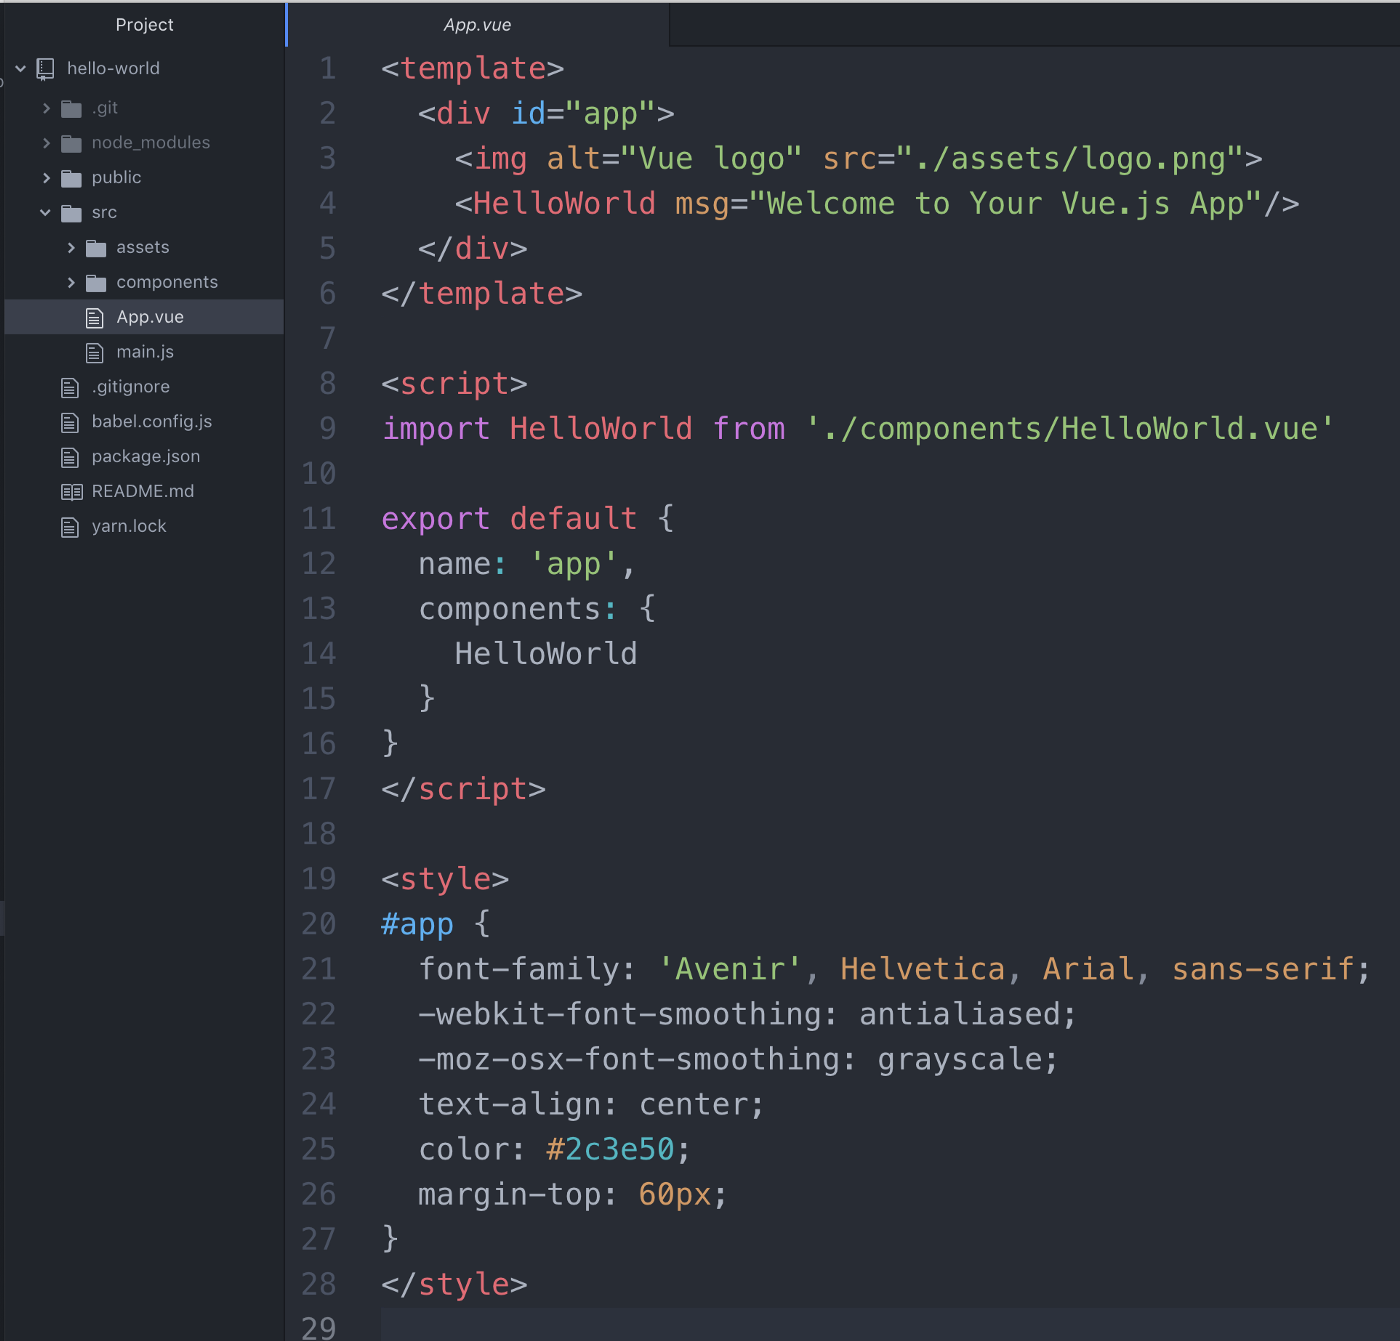 Project
hello-world
.git
node_modules
public
src
assets
components
App.vue
main.js
.gitignore
babel.config.js
package.json
README.md
yarn.lock
App.vue
1 <template>
2   <div id="app">
3     <img alt="Vue logo" src="./assets/logo.png">
4     <HelloWorld msg="Welcome to Your Vue.js App"/>
5   </div>
6 </template>
7
8 <script>
9 import HelloWorld from './components/HelloWorld.vue'
10
11 export default {
12   name: 'app',
13   components: {
14     HelloWorld
15   }
16 }
17 </script>
18
19 <style>
20 #app {
21   font-family: 'Avenir', Helvetica, Arial, sans-serif;
22   -webkit-font-smoothing: antialiased;
23   -moz-osx-font-smoothing: grayscale;
24   text-align: center;
25   color: #2c3e50;
26   margin-top: 60px;
27 }
28 </style>
29